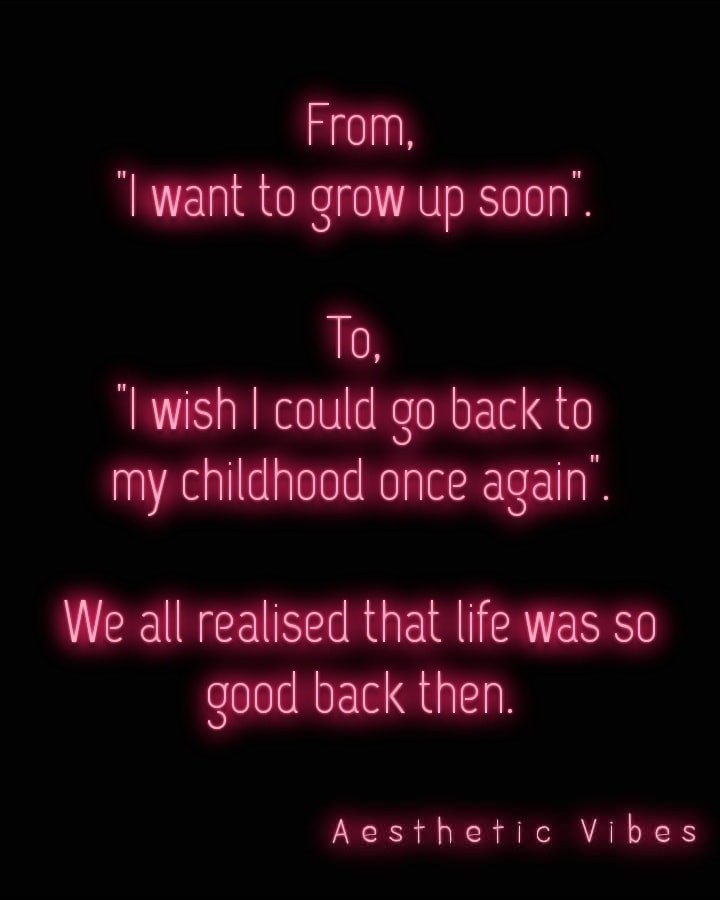 From,
"I want to grow up soon".
To,
"I wish I could go back to
my childhood once again".
We all realised that life was so
good back then.
Aesthetic Vibes